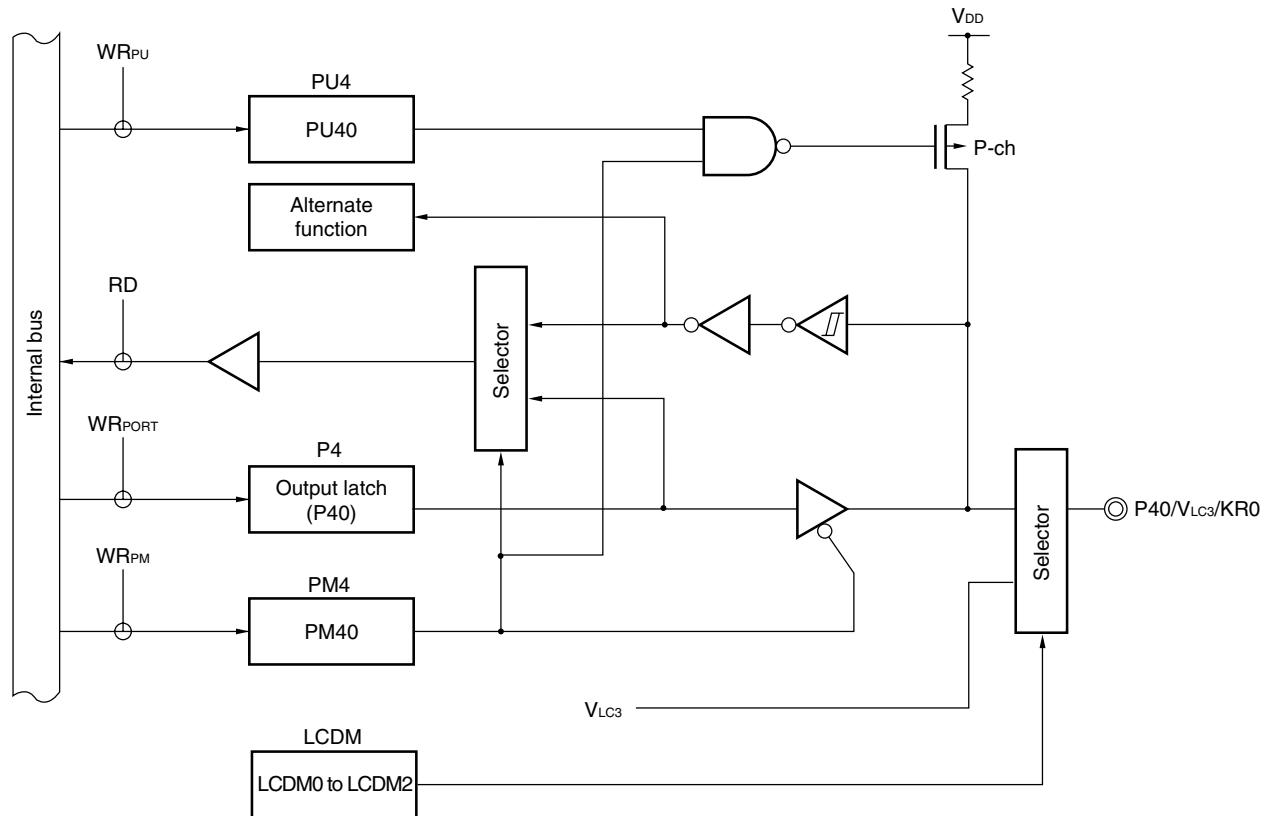 VDD
WRPU
PU4
PU40
P-ch
Alternate
function
RD
Internal bus
Selector
WRPORT
P4
Output latch
(P40)
P40/VLC3/KR0
Selector
WRPM
PM4
PM40
VLC3
LCDM
LCDM0 to LCDM2